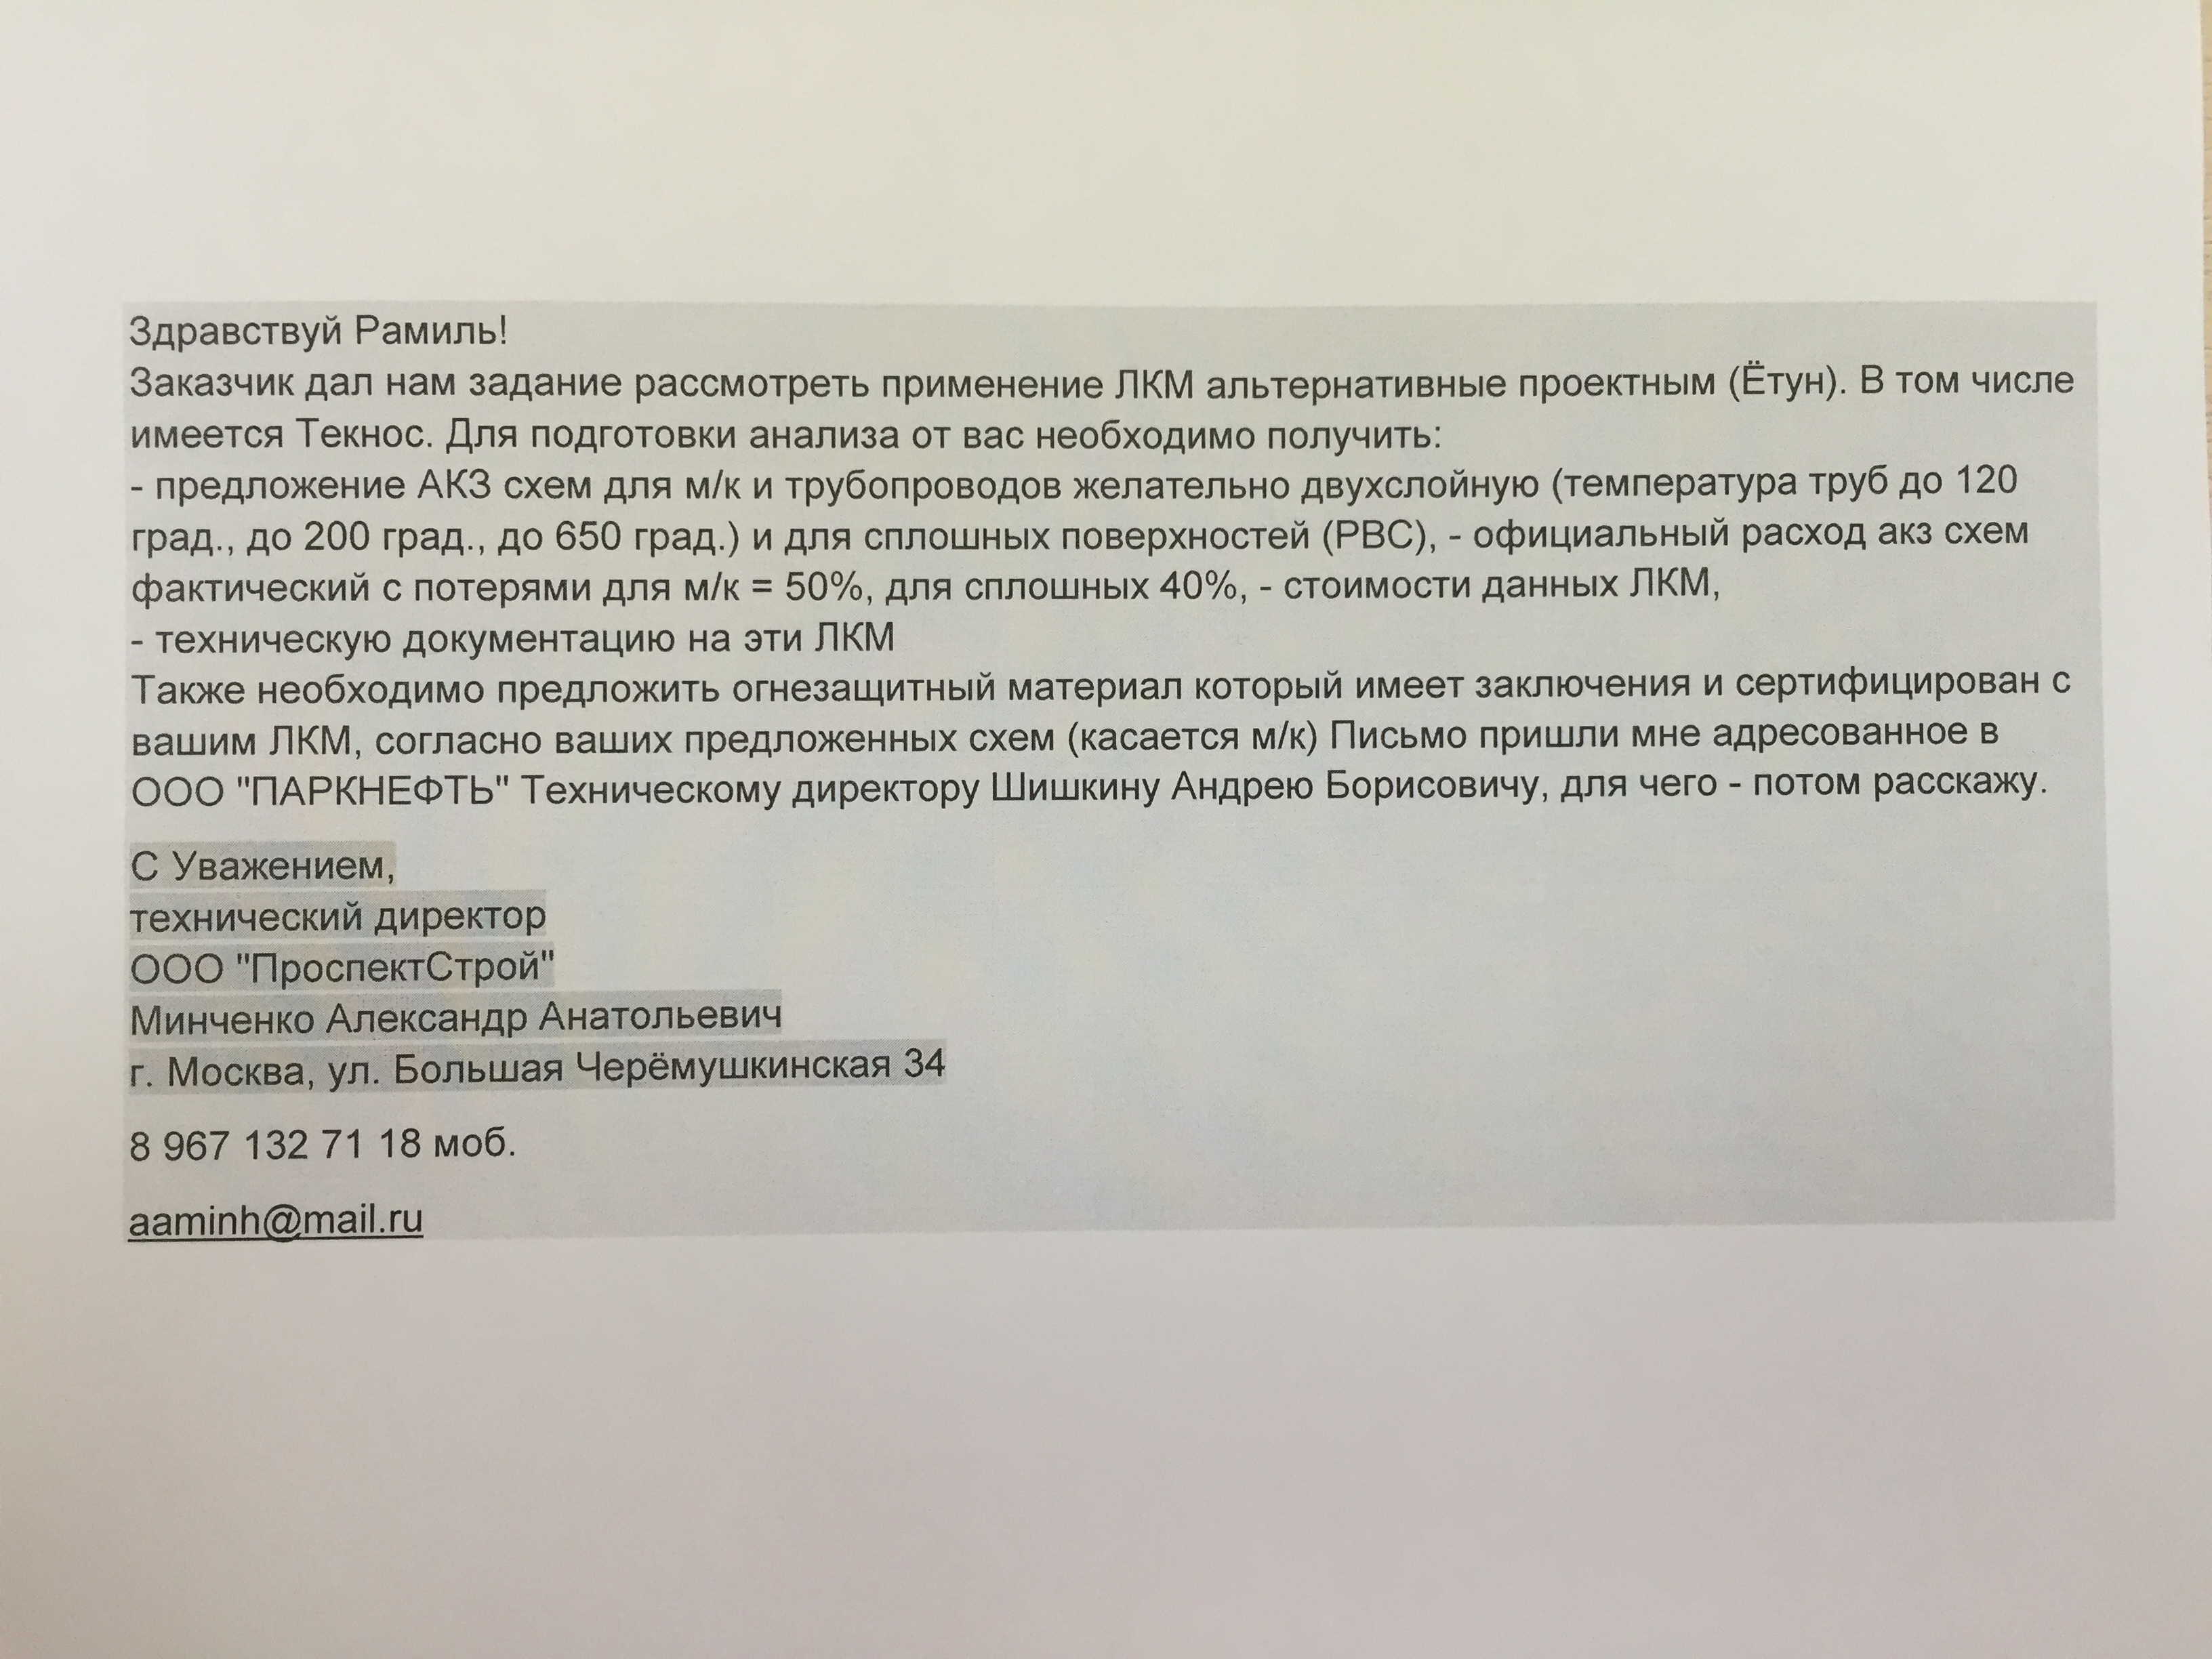 Здравствуй Рамиль!
Заказчик дал нам задание рассмотреть применение ЛКМ альтернативные проектным (Ётун). В том числе
имеется Текнос. Для подготовки анализа от вас необходимо получить:
- предложение АКЗ схем для м/к и трубопроводов желательно двухслойную (температура труб до 120
град., до 200 град., до 650 град.) и для сплошных поверхностей (РВС), - официальный расход акз схем
фактический с потерями для м/к = 50%, для сплошных 40%, - стоимости данных ЛКМ,
- техническую документацию на эти ЛКМ
Также необходимо предложить огнезащитный материал который имеет заключения и сертифицирован с
вашим ЛКМ, согласно ваших предложенных схем (касается м/к) Письмо пришли мне адресованное в
ООО "ПАРКНЕФТЬ" Техническому директору Шишкину Андрею Борисовичу, для чего - потом расскажу.
С Уважением,
технический директор
ООО "ПроспектСтрой"
Минченко Александр Анатольевич
г. Москва, ул. Большая Черёмушкинская 34
8 967 132 71 18 моб.
aaminh@mail.ru